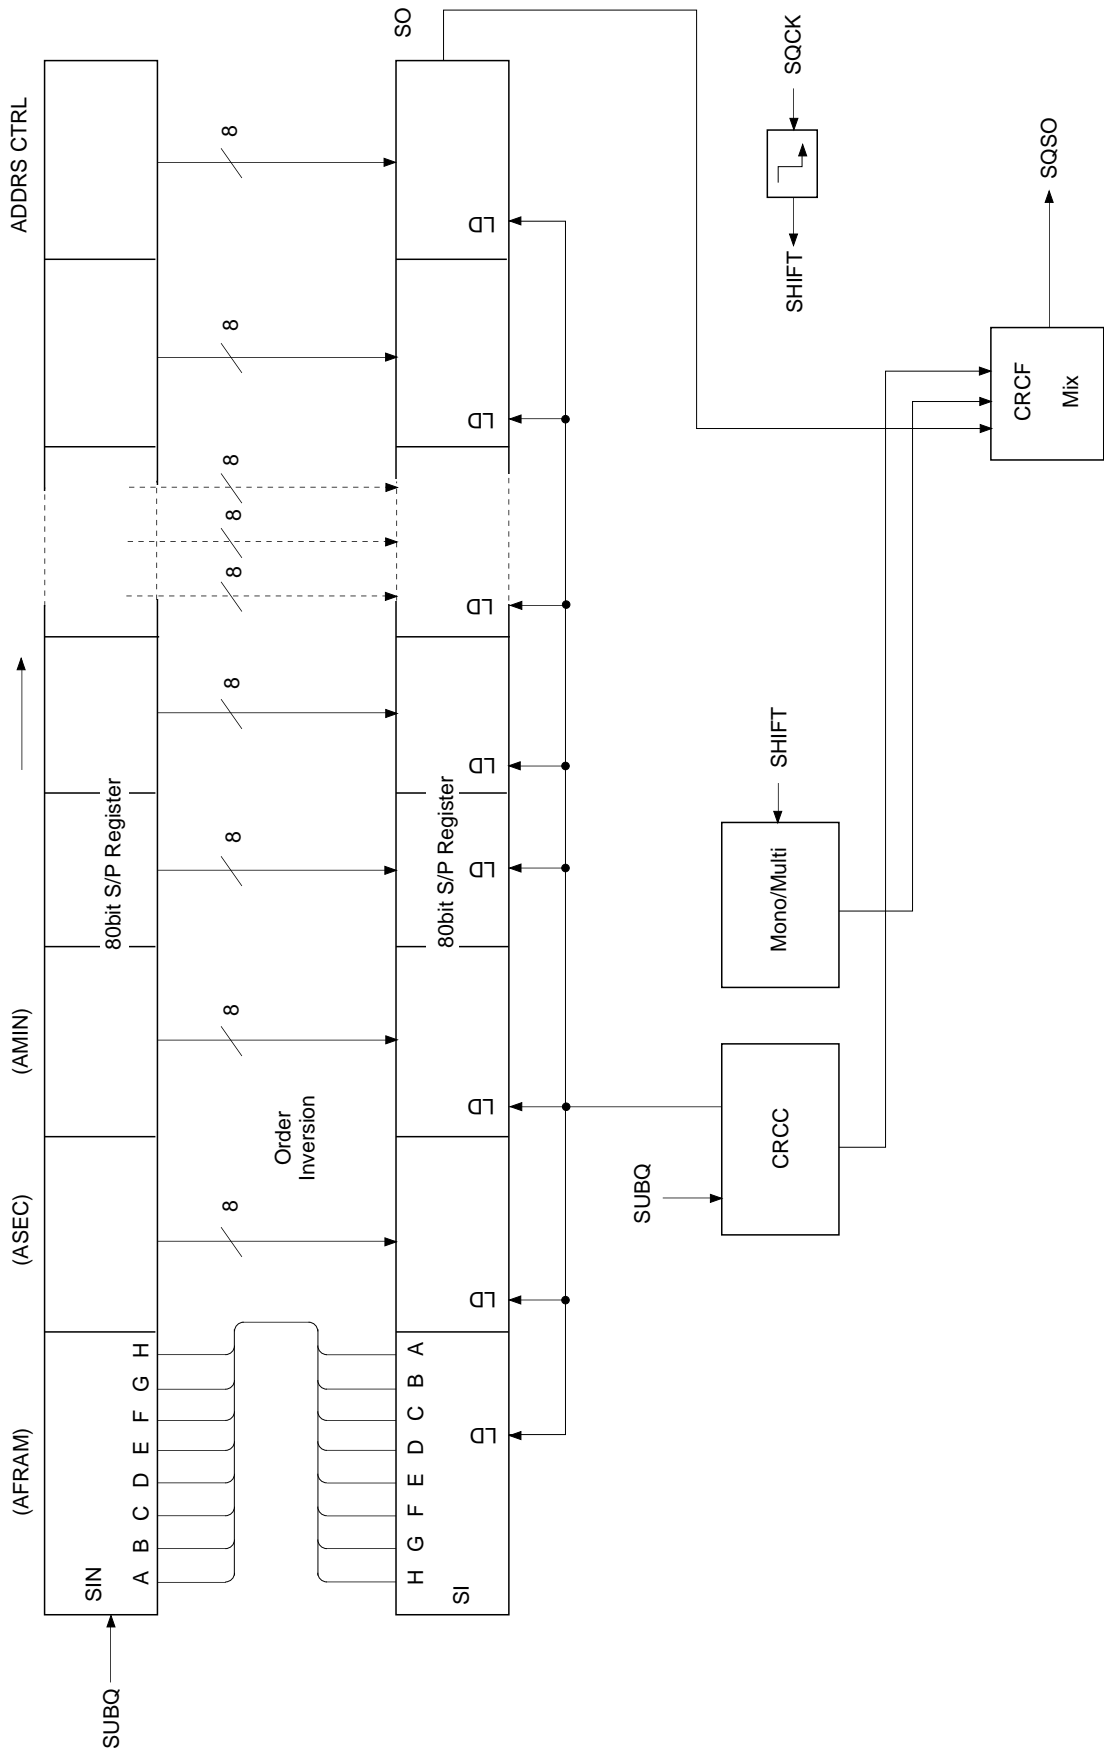 (AFRAM)
(ASEC)
(AMIN)
ADDRS CTRL
SUBQ
SIN
80bit S/P Register
A B C D E F G H
8
8
8
8
8
8
8
8
8
Order
Inversion
SO
H G F E D C B A
SI
80bit S/P Register
LD
LD
LD
LD
LD
LD
LD
LD
SUBQ
CRCC
Mono/Multi
SHIFT
SHIFT
SQCK
CRCF
Mix
SQSO